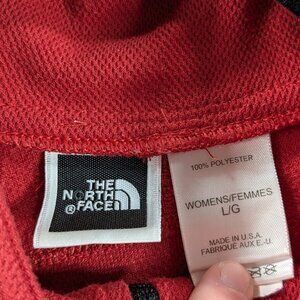 THE
NORTH
®FACE
100% POLYESTER
WOMENS/FEMMES
L/G
MADE IN U.S.A.
FABRIQUE AUX E.-U.